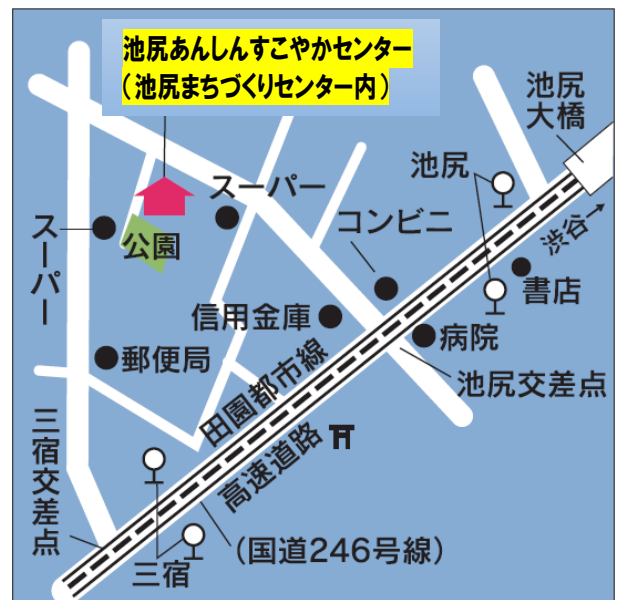 池尻あんしんすこやかセンター
（池尻まちづくりセンター内）
池尻
大橋
池尻
スーパー
コンビニ
渋谷→
スーパー
公園
書店
信用金庫
病院
郵便局
池尻交差点
田園都市線
高速道路
三宿交差点
（国道246号線）
三宿